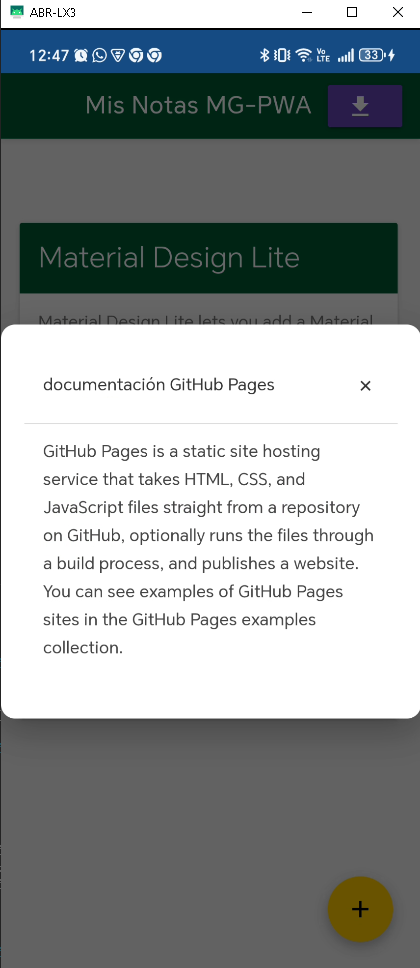 ABR-LX3
12:47 Vo LTE 33
Mis Notas MG-PWA
Material Design Lite
Material Design Lite lets you add a Material
documentación GitHub Pages
GitHub Pages is a static site hosting
service that takes HTML, CSS, and
JavaScript files straight from a repository
on GitHub, optionally runs the files through
a build process, and publishes a website.
You can see examples of GitHub Pages
sites in the GitHub Pages examples
collection.